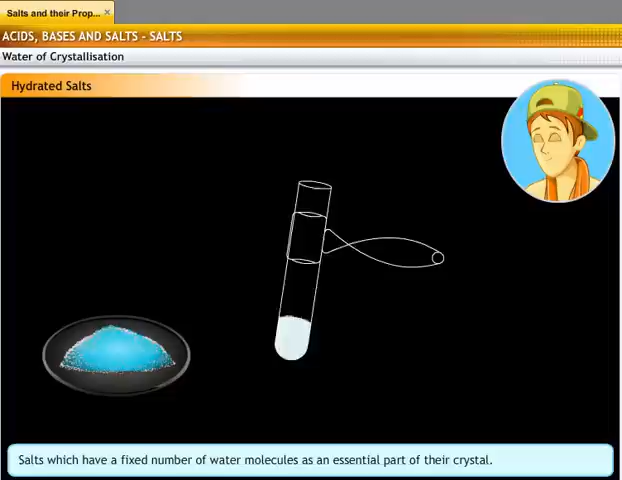 Salts and their Prop...
ACIDS, BASES AND SALTS - SALTS
Water of Crystallisation
Hydrated Salts
Salts which have a fixed number of water molecules as an essential part of their crystal.